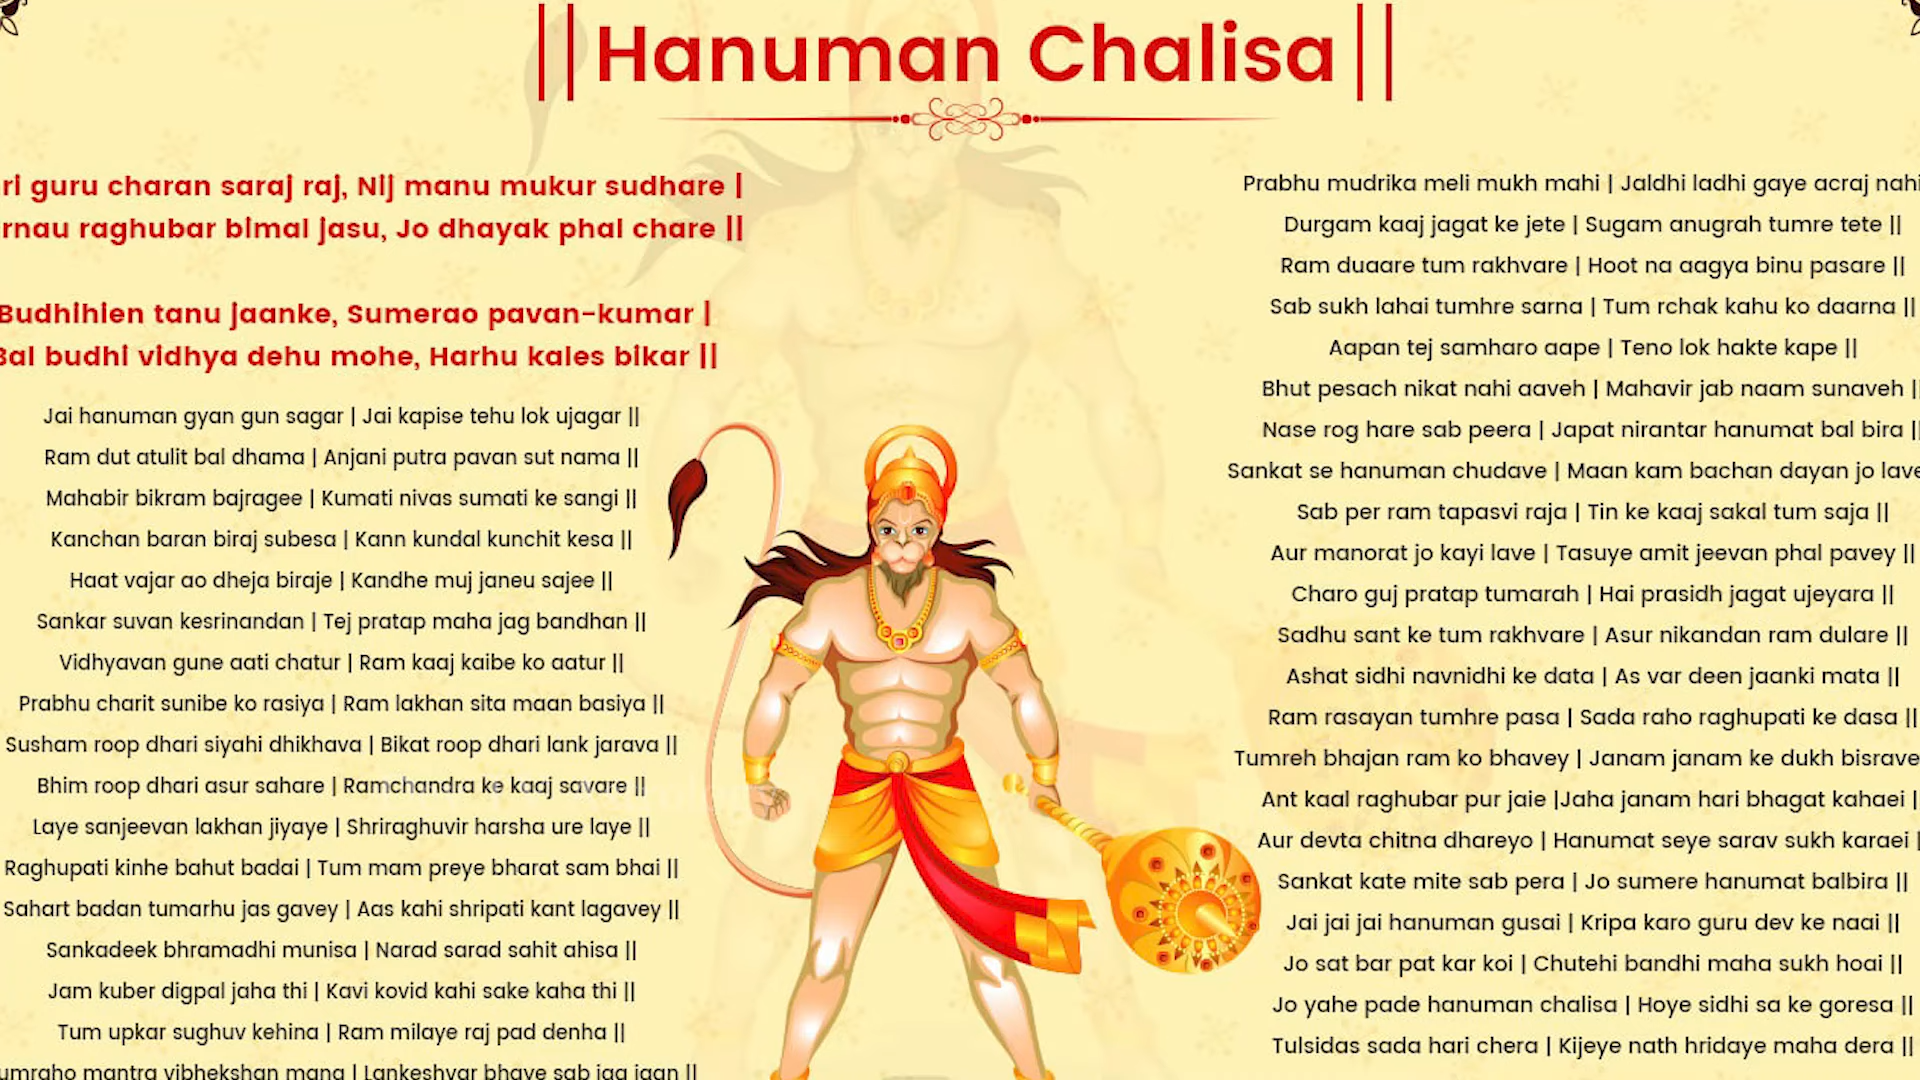 ||Hanuman Chalisa||
ri guru charan saraj raj, Nij manu mukur sudhare |
rnau raghubar bimal jasu, Jo dhayak phal chare ||
Budhihien tanu jaanke, Sumerao pavan-kumar |
Bal budhi vidhya dehu mohe, Harhu kales bikar ||
Jai hanuman gyan gun sagar | Jai kapise tehu lok ujagar ||
Ram dut atulit bal dhama | Anjani putra pavan sut nama ||
Mahabir bikram bajragee | Kumati nivas sumati ke sangi ||
Kanchan baran biraj subesa | Kann kundal kunchit kesa ||
Haat vajar ao dheja biraje | Kandhe muj janeu sajee ||
Sankar suvan kesrinandan | Tej pratap maha jag bandhan ||
Vidhyavan gune aati chatur | Ram kaaj kaibe ko aatur ||
Prabhu charit sunibe ko rasiya | Ram lakhan sita maan basiya ||
Susham roop dhari siyahi dhikhava | Bikat roop dhari lank jarava ||
Bhim roop dhari asur sahare | Ramchandra ke kaaj savare ||
Laye sanjeevan lakhan jiyaye | Shriraghuvir harsha ure laye ||
Raghupati kinhe bahut badai | Tum mam preye bharat sam bhai ||
Sahart badan tumarhu jas gavey | Aas kahi shripati kant lagavey ||
Sankadeek bhramadhi munisa | Narad sarad sahit ahisa ||
Jam kuber digpal jaha thi | Kavi kovid kahi sake kaha thi ||
Tum upkar sughuv kehina | Ram milaye raj pad denha ||
umraho mantra vibhekshan mana | Lankeshvar bhaye sab jag jaan ||
Prabhu mudrika meli mukh mahi | Jaldhi ladhi gaye acraj nahi
Durgam kaaj jagat ke jete | Sugam anugrah tumre tete ||
Ram duaare tum rakhvare | Hoot na aagya binu pasare ||
Sab sukh lahai tumhre sarna | Tum rchak kahu ko daarna ||
Aapan tej samharo aape | Teno lok hakte kape ||
Bhut pesach nikat nahi aaveh | Mahavir jab naam sunaveh ||
Nase rog hare sab peera | Japat nirantar hanumat bal bira ||
Sankat se hanuman chudave | Maan kam bachan dayan jo lave
Sab per ram tapasvi raja | Tin ke kaaj sakal tum saja ||
Aur manorat jo kayi lave | Tasuye amit jeevan phal pavey ||
Charo guj pratap tumarah | Hai prasidh jagat ujeyara ||
Sadhu sant ke tum rakhvare | Asur nikandan ram dulare ||
Ashat sidhi navnidhi ke data | As var deen jaanki mata ||
Ram rasayan tumhre pasa | Sada raho raghupati ke dasa ||
Tumreh bhajan ram ko bhavey | Janam janam ke dukh bisrave
Ant kaal raghubar pur jaie |Jaha janam hari bhagat kahaei |
Aur devta chitna dhareyo | Hanumat seye sarav sukh karaei |
Sankat kate mite sab pera | Jo sumere hanumat balbira ||
Jai jai jai hanuman gusai | Kripa karo guru dev ke naai ||
Jo sat bar pat kar koi | Chutehi bandhi maha sukh hoai ||
Jo yahe pade hanuman chalisa | Hoye sidhi sa ke goresa ||
Tulsidas sada hari chera | Kijeye nath hridaye maha dera ||